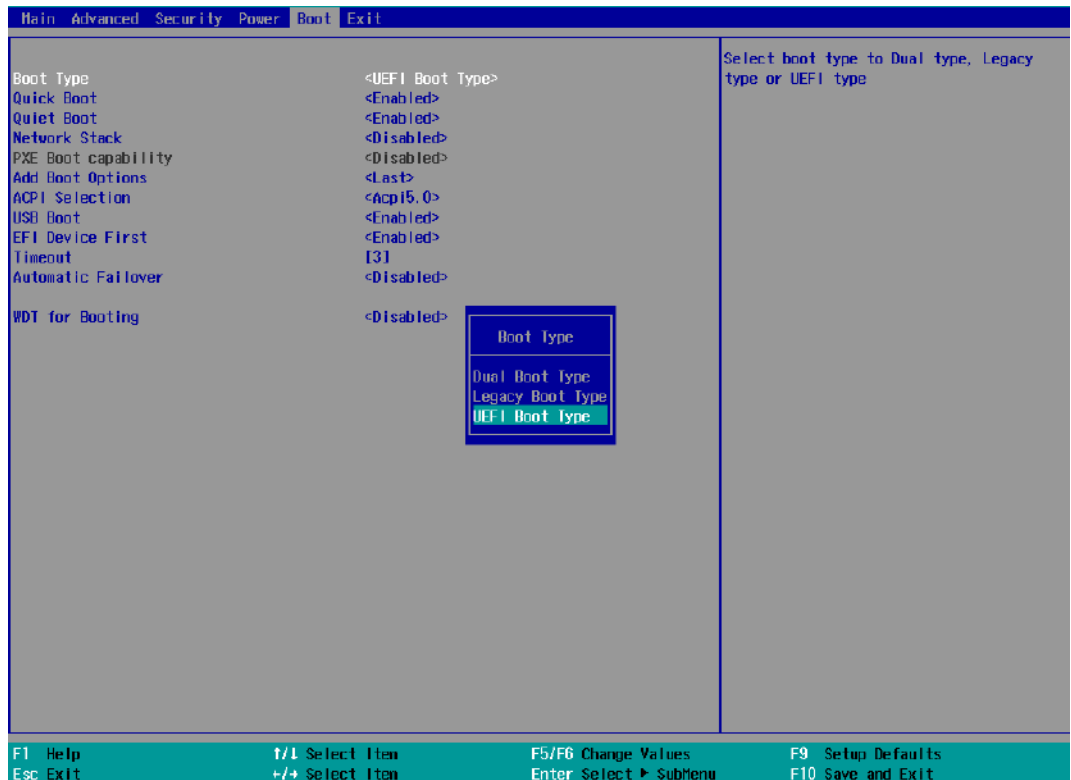 Main Advanced Security Power Boot Exit
Boot Type <UEFI Boot Type>
Quick Boot <Enabled>
Quiet Boot <Enabled>
Network Stack <Disabled>
PXE Boot capability <Disabled>
Add Boot Options <Last>
ACPI Selection <Acpi5.0>
USB Boot <Enabled>
EFI Device First <Enabled>
Timeout [3]
Automatic Failover <Disabled>
WDT for Booting <Disabled>
Boot Type
Dual Boot Type
Legacy Boot Type
UEFI Boot Type
Select boot type to Dual type, Legacy
type or UEFI type
F1 Help ↑/↓ Select Item F5/F6 Change Values F9 Setup Defaults
Esc Exit ←/→ Select Item Enter Select ▶ SubMenu F10 Save and Exit